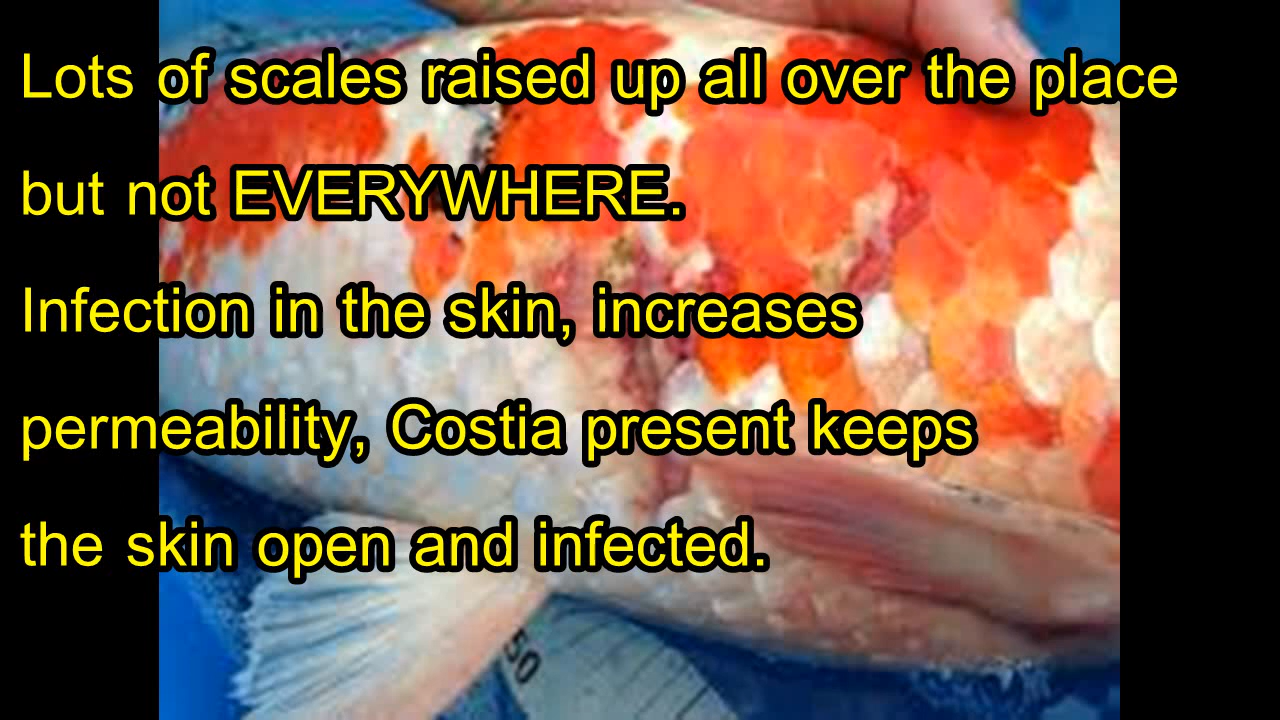 Lots of scales raised up all over the place
but not EVERYWHERE.
Infection in the skin, increases
permeability, Costia present keeps
the skin open and infected.
50